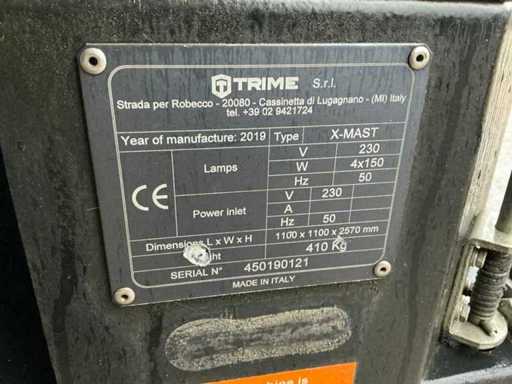 TRIME S.r.l.
Strada per Robecco - 20080 - Cassinetta di Lugagnano - (MI) Italy
tel. +39 02 9421724
Year of manufacture: 2019 Type X-MAST
Lamps V 230
W 4x150
Hz 50
CE
Power inlet V 230
A
Hz 50
Dimensions L x W x H 1100 x 1100 x 2570 mm
410 Kg
SERIAL N° 450190121
MADE IN ITALY